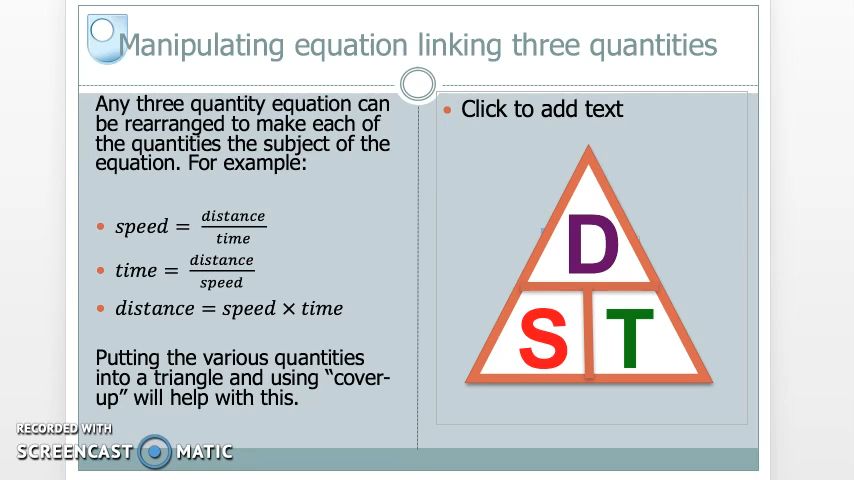 Manipulating equation linking three quantities
Any three quantity equation can
be rearranged to make each of
the quantities the subject of the
equation. For example:
• speed = distance / time
• time = distance / speed
• distance = speed × time
Putting the various quantities
into a triangle and using “cover-
up” will help with this.
• Click to add text
D
S T
RECORDED WITH
SCREENCAST MATIC